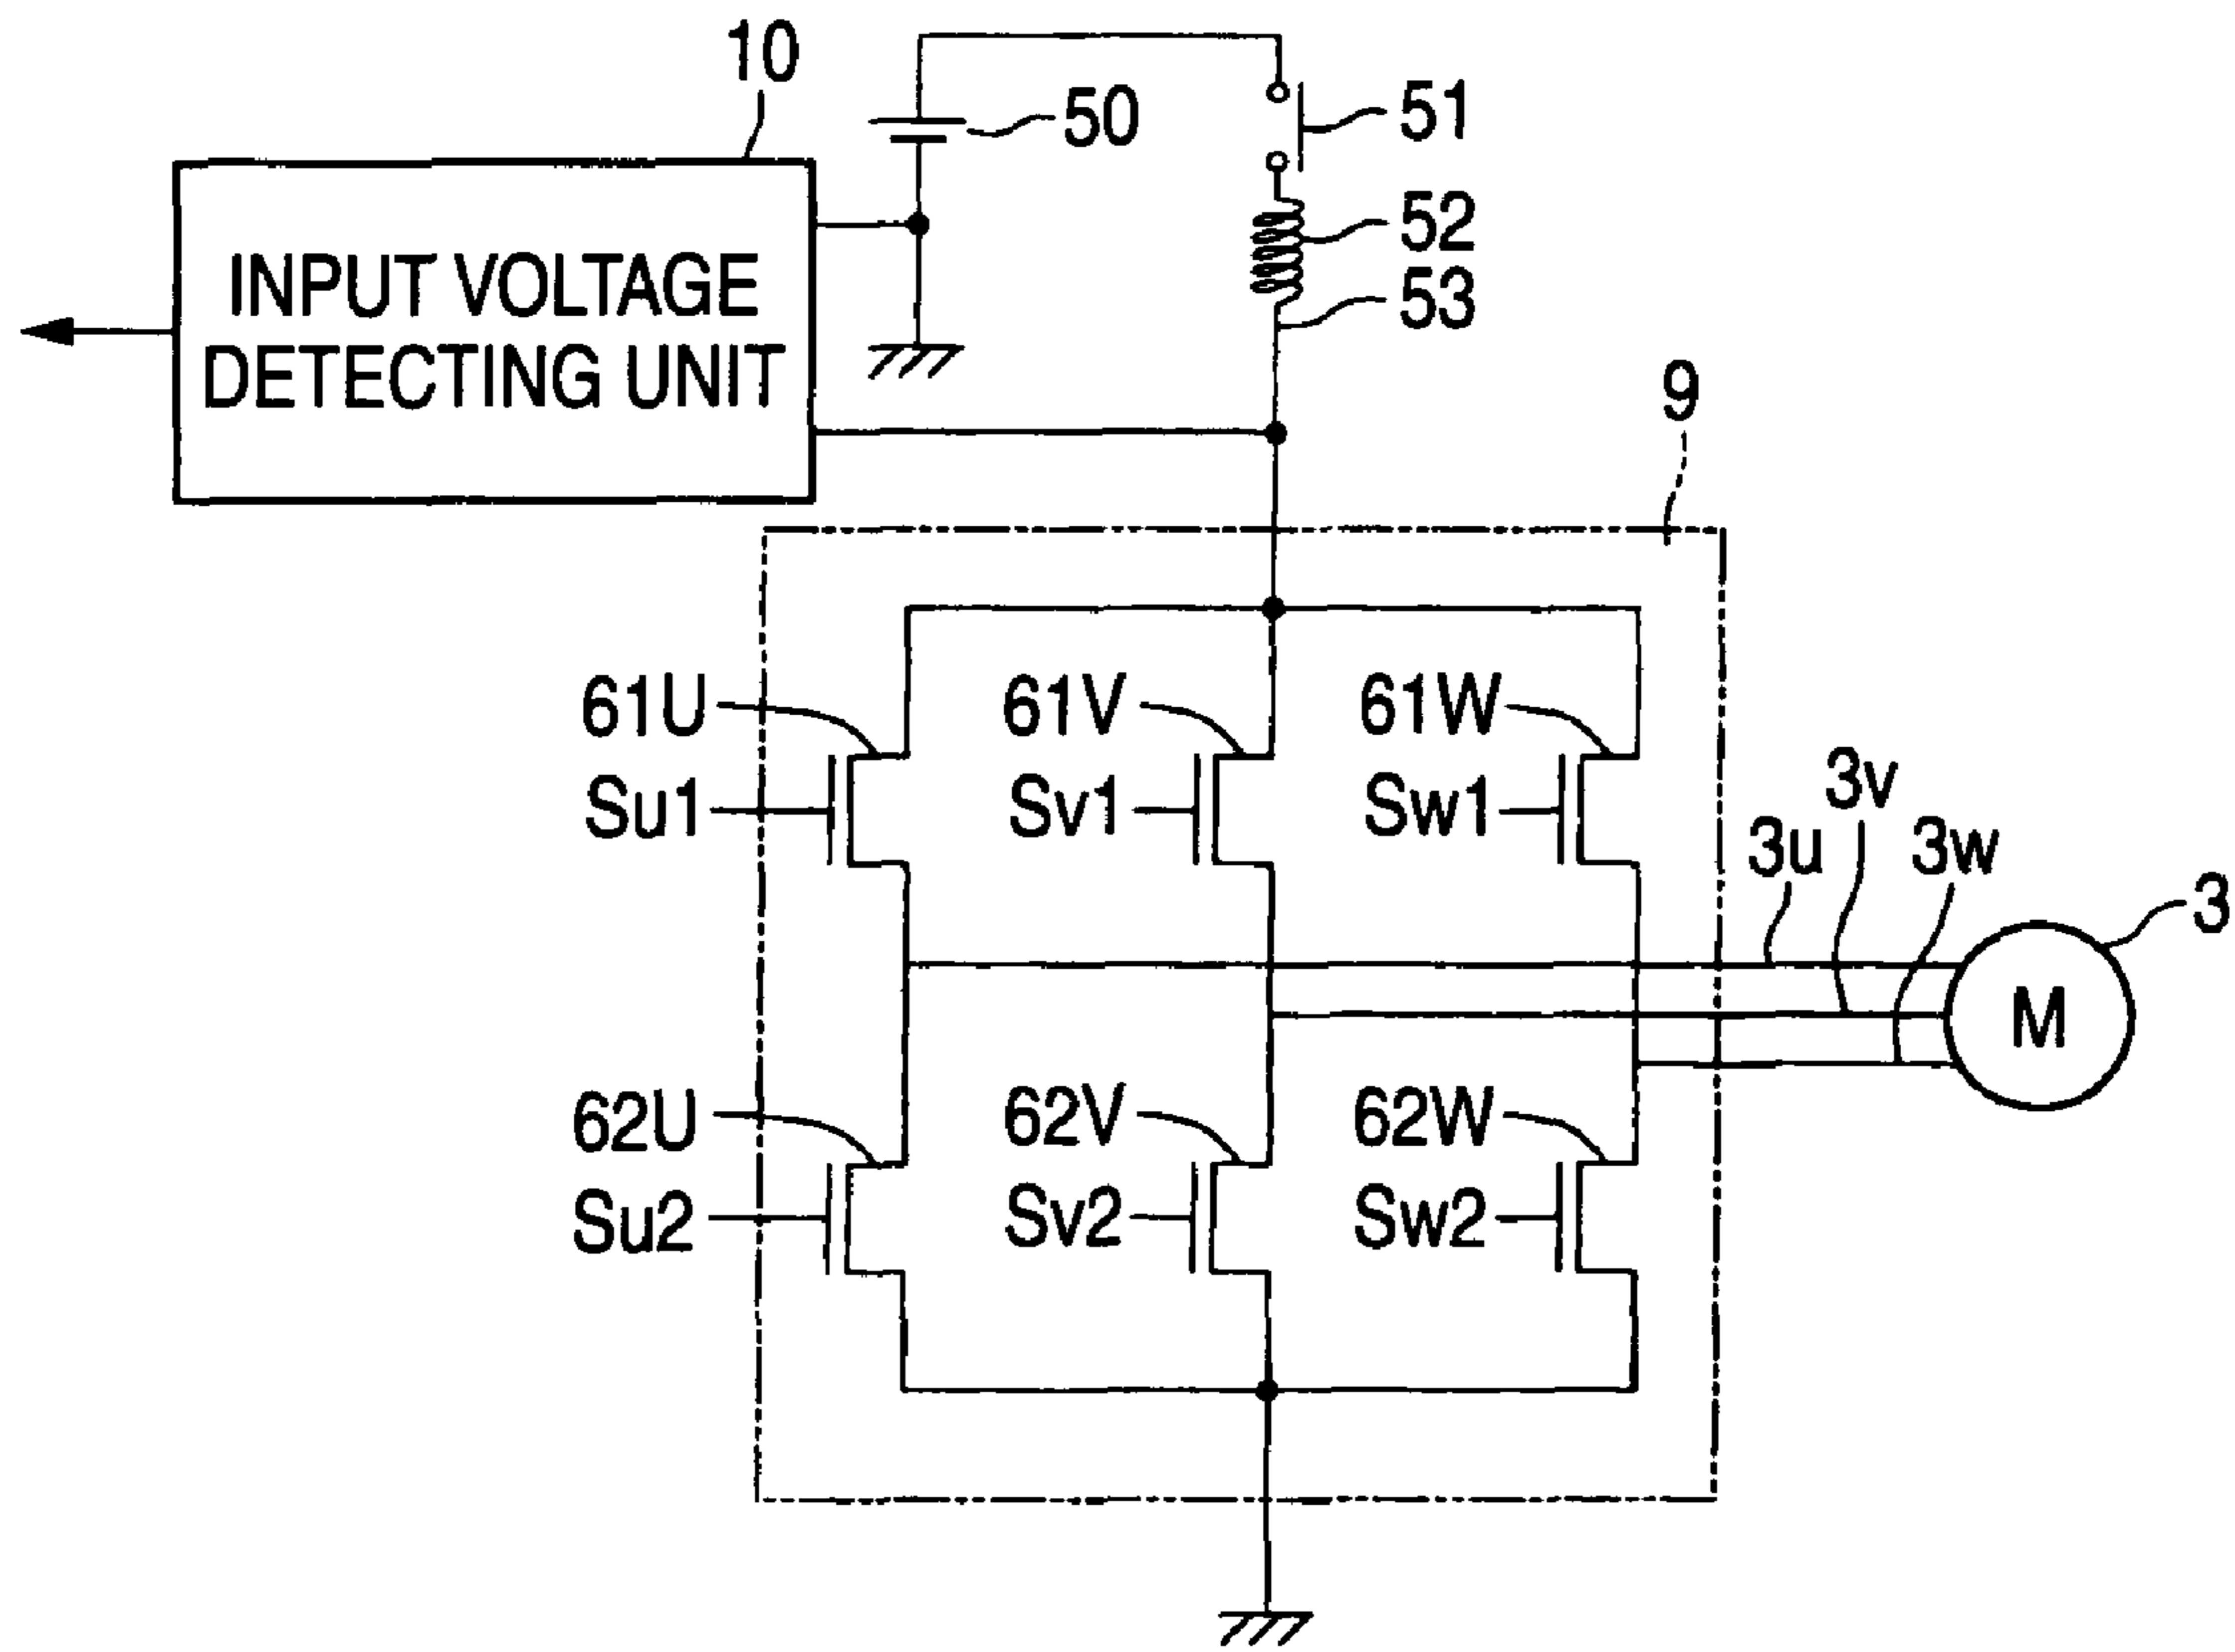 10
50
51
52
53
INPUT VOLTAGE
DETECTING UNIT
9
61U
61V
61W
Su1
Sv1
Sw1
3v
3u
3w
3
M
62U
62V
62W
Su2
Sv2
Sw2